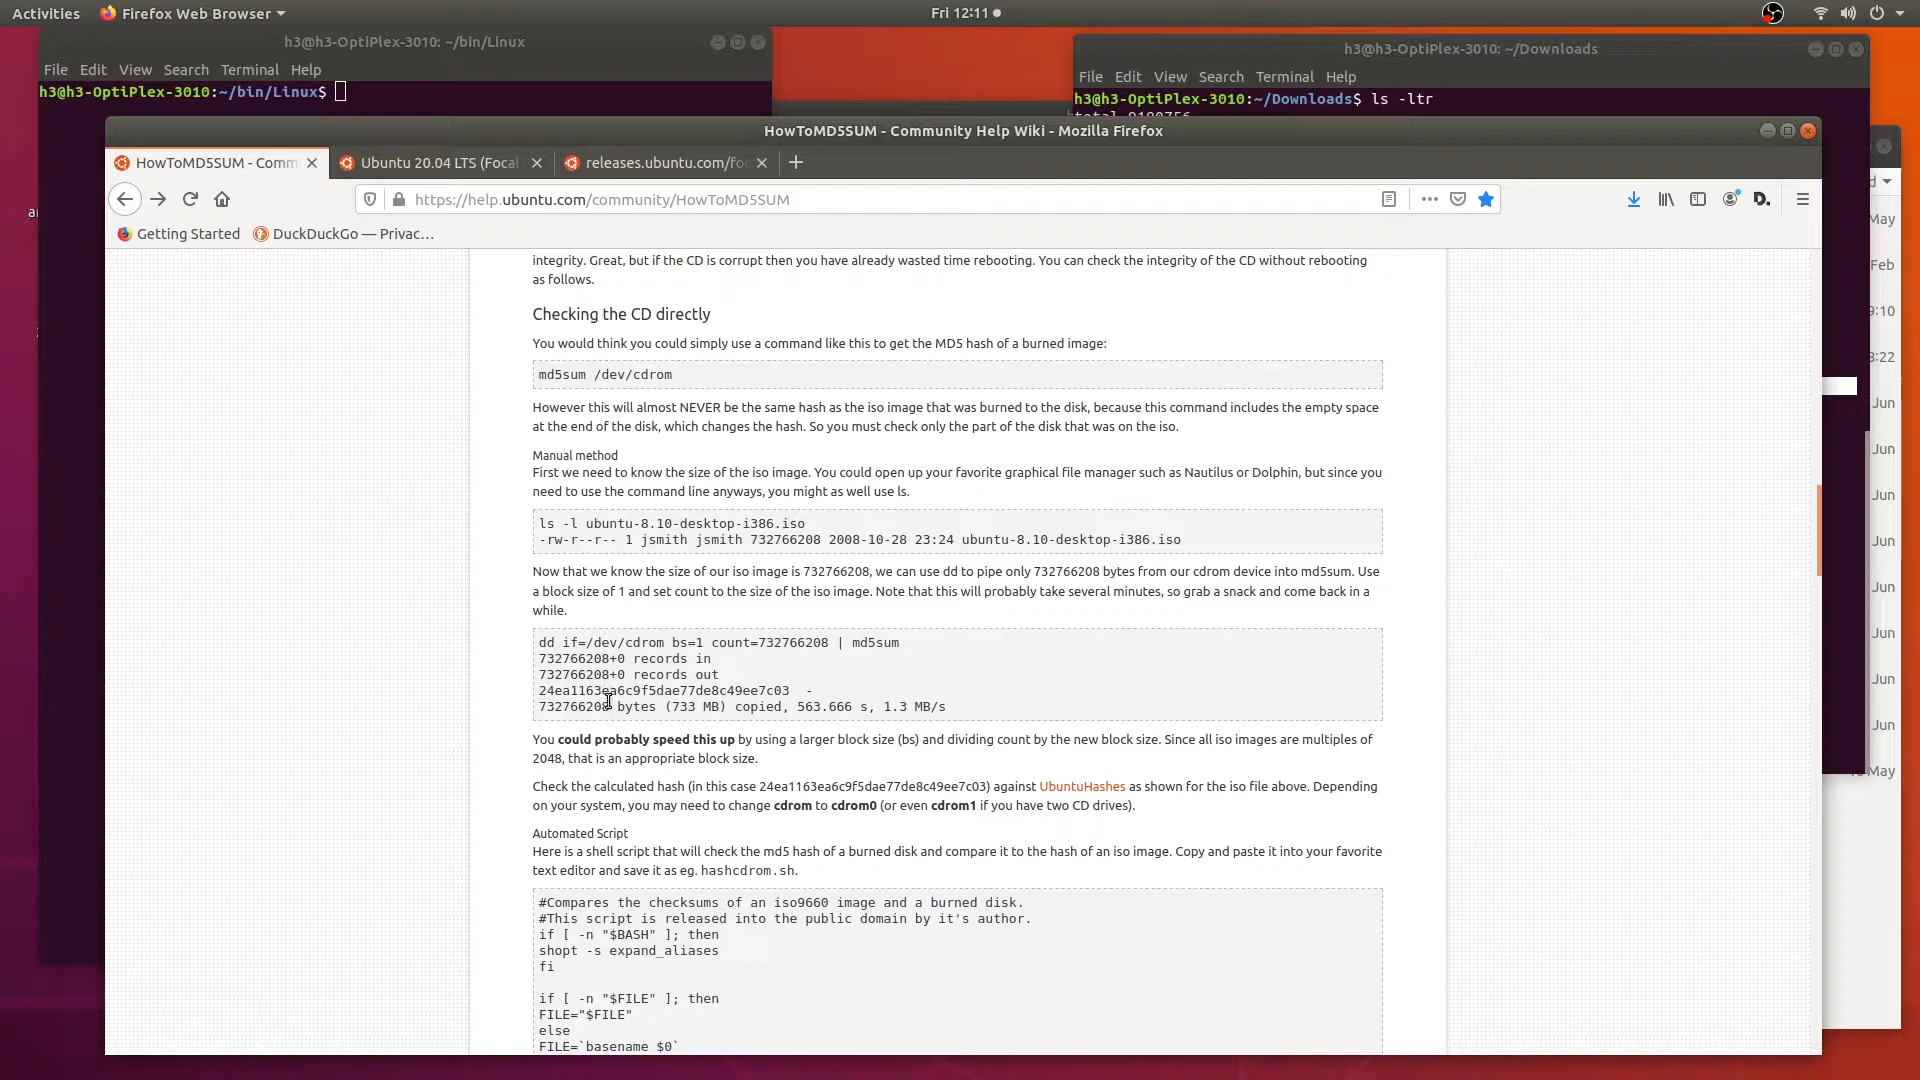 Activities Firefox Web Browser Fri 12:11
h3@h3-OptiPlex-3010: ~/bin/Linux
File Edit View Search Terminal Help
h3@h3-OptiPlex-3010:~/bin/Linux$
h3@h3-OptiPlex-3010: ~/Downloads
File Edit View Search Terminal Help
h3@h3-OptiPlex-3010:~/Downloads$ ls -ltr
HowToMD5SUM - Community Help Wiki - Mozilla Firefox
HowToMD5SUM - Comm Ubuntu 20.04 LTS (Focal releases.ubuntu.com/fo
https://help.ubuntu.com/community/HowToMD5SUM
Getting Started DuckDuckGo — Privac…
integrity. Great, but if the CD is corrupt then you have already wasted time rebooting. You can check the integrity of the CD without rebooting
as follows.
Checking the CD directly
You would think you could simply use a command like this to get the MD5 hash of a burned image:
md5sum /dev/cdrom
However this will almost NEVER be the same hash as the iso image that was burned to the disk, because this command includes the empty space
at the end of the disk, which changes the hash. So you must check only the part of the disk that was on the iso.
Manual method
First we need to know the size of the iso image. You could open up your favorite graphical file manager such as Nautilus or Dolphin, but since you
need to use the command line anyways, you might as well use ls.
ls -l ubuntu-8.10-desktop-i386.iso
-rw-r--r-- 1 jsmith jsmith 732766208 2008-10-28 23:24 ubuntu-8.10-desktop-i386.iso
Now that we know the size of our iso image is 732766208, we can use dd to pipe only 732766208 bytes from our cdrom device into md5sum. Use
a block size of 1 and set count to the size of the iso image. Note that this will probably take several minutes, so grab a snack and come back in a
while.
dd if=/dev/cdrom bs=1 count=732766208 | md5sum
732766208+0 records in
732766208+0 records out
24ea1163ea6c9f5dae77de8c49ee7c03 -
732766208 bytes (733 MB) copied, 563.666 s, 1.3 MB/s
You could probably speed this up by using a larger block size (bs) and dividing count by the new block size. Since all iso images are multiples of
2048, that is an appropriate block size.
Check the calculated hash (in this case 24ea1163ea6c9f5dae77de8c49ee7c03) against UbuntuHashes as shown for the iso file above. Depending
on your system, you may need to change cdrom to cdrom0 (or even cdrom1 if you have two CD drives).
Automated Script
Here is a shell script that will check the md5 hash of a burned disk and compare it to the hash of an iso image. Copy and paste it into your favorite
text editor and save it as eg. hashcdrom.sh.
#Compares the checksums of an iso9660 image and a burned disk.
#This script is released into the public domain by it's author.
if [ -n "$BASH" ]; then
shopt -s expand_aliases
fi
if [ -n "$FILE" ]; then
FILE="$FILE"
else
FILE=`basename $0`
May
Feb
9:10
Jun
Jun
Jun
Jun
Jun
Jun
Jun
Jun
May